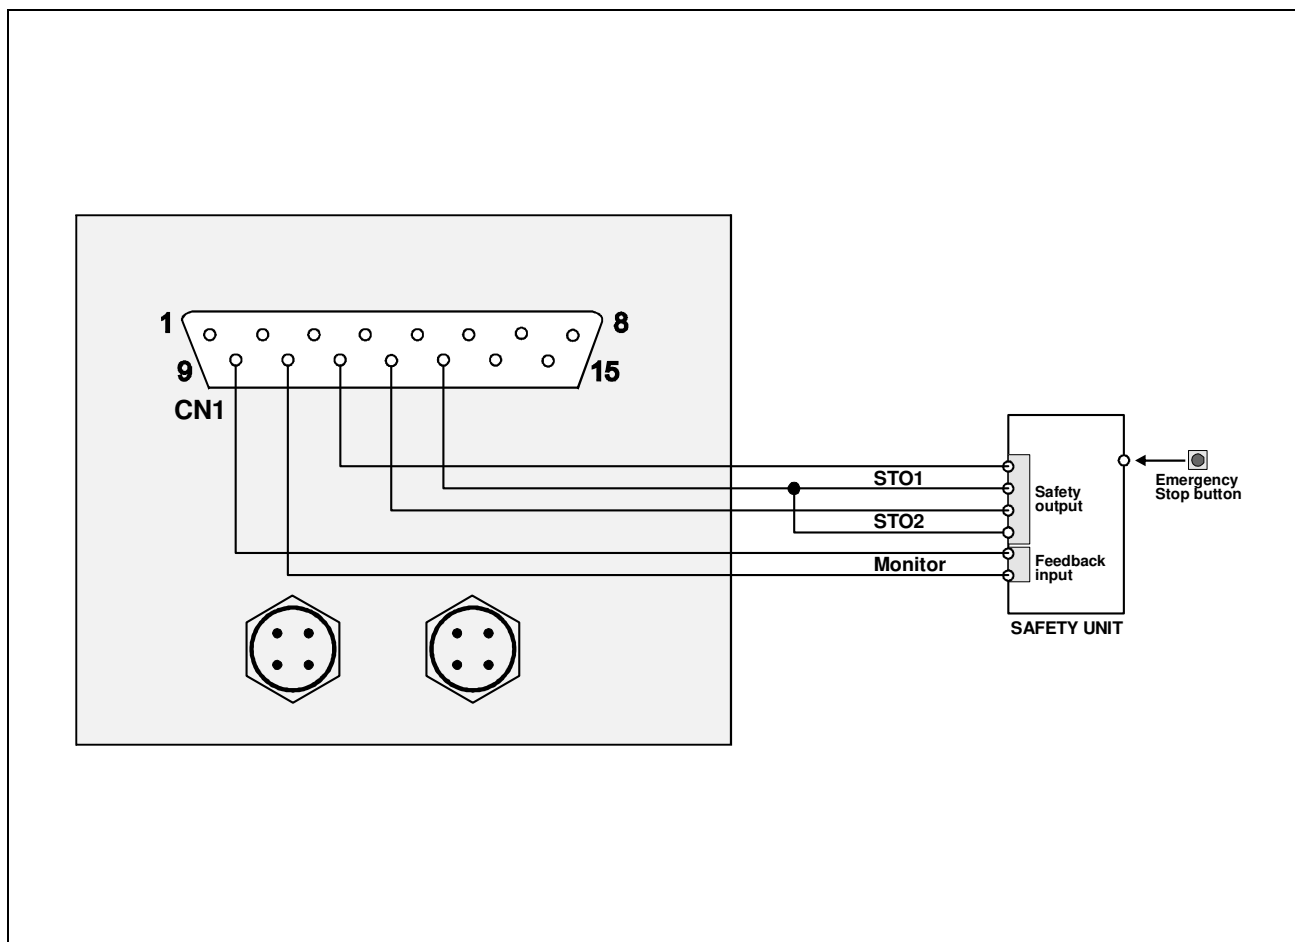 1
8
9
15
CN1
STO1
STO2
Monitor
Safety
output
Feedback
input
SAFETY UNIT
Emergency
Stop button